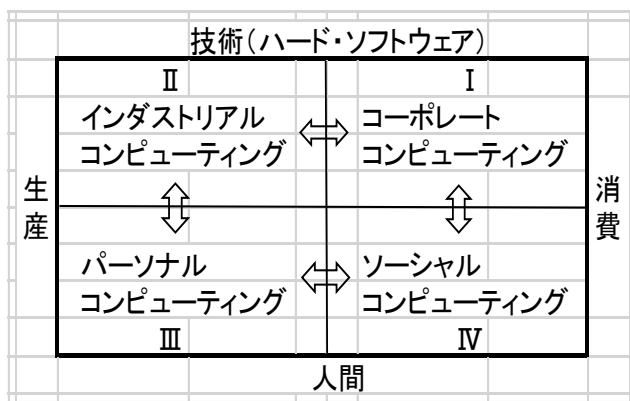 技術(ハード・ソフトウェア)
Ⅱ
Ⅰ
インダストリアル
コンピューティング
コーポレート
コンピューティング
生産
消費
パーソナル
コンピューティング
ソーシャル
コンピューティング
Ⅲ
Ⅳ
人間